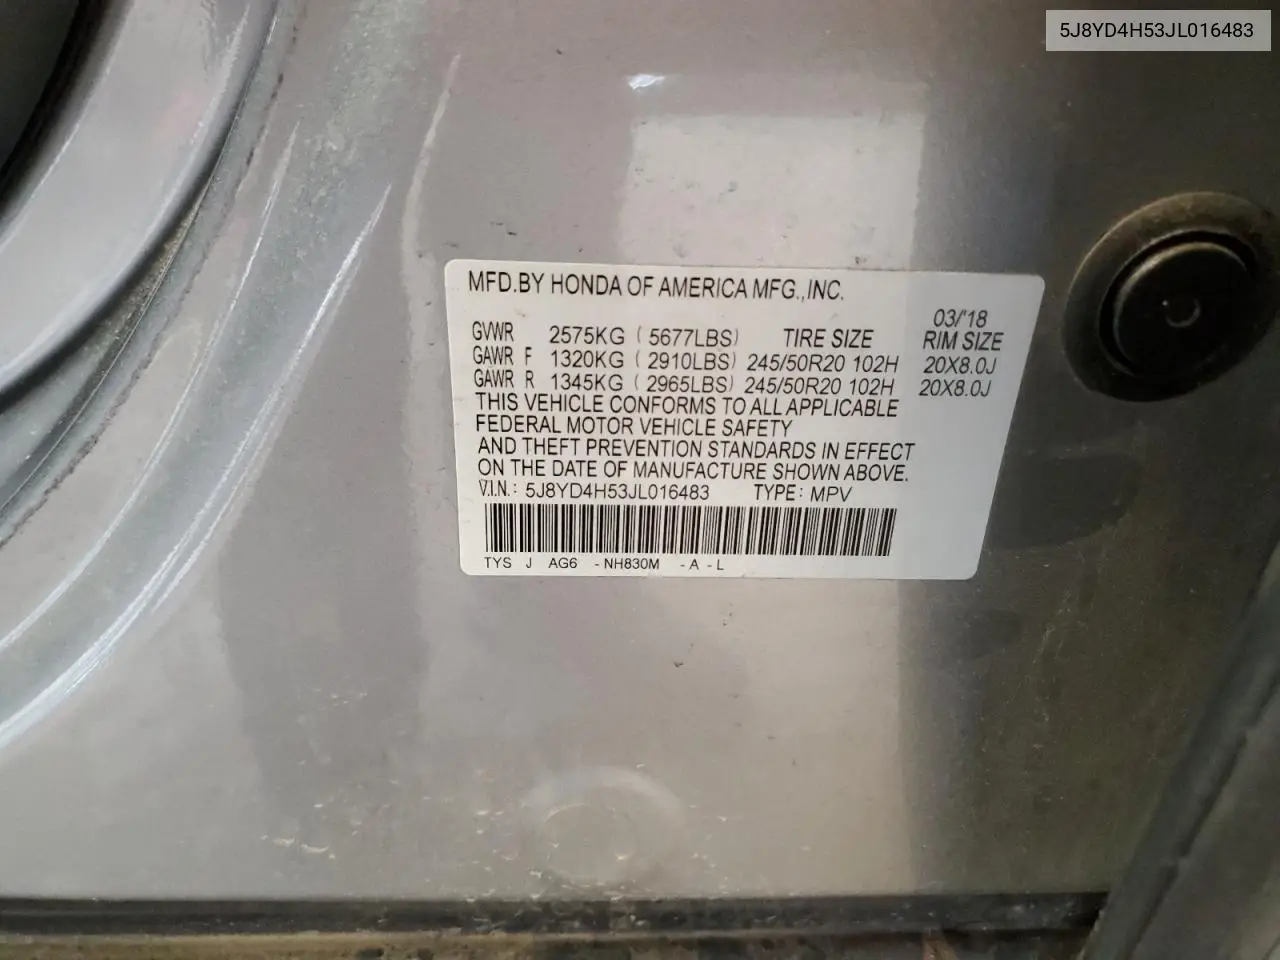 5J8YD4H53JL016483
MFD.BY HONDA OF AMERICA MFG.,INC.
03/'18
GVWR 2575KG (5677LBS) TIRE SIZE RIM SIZE
GAWR F 1320KG (2910LBS) 245/50R20 102H 20X8.0J
GAWR R 1345KG (2965LBS) 245/50R20 102H 20X8.0J
THIS VEHICLE CONFORMS TO ALL APPLICABLE
FEDERAL MOTOR VEHICLE SAFETY
AND THEFT PREVENTION STANDARDS IN EFFECT
ON THE DATE OF MANUFACTURE SHOWN ABOVE.
V.I.N.: 5J8YD4H53JL016483 TYPE: MPV
TYS J AG6 -NH830M -A -L